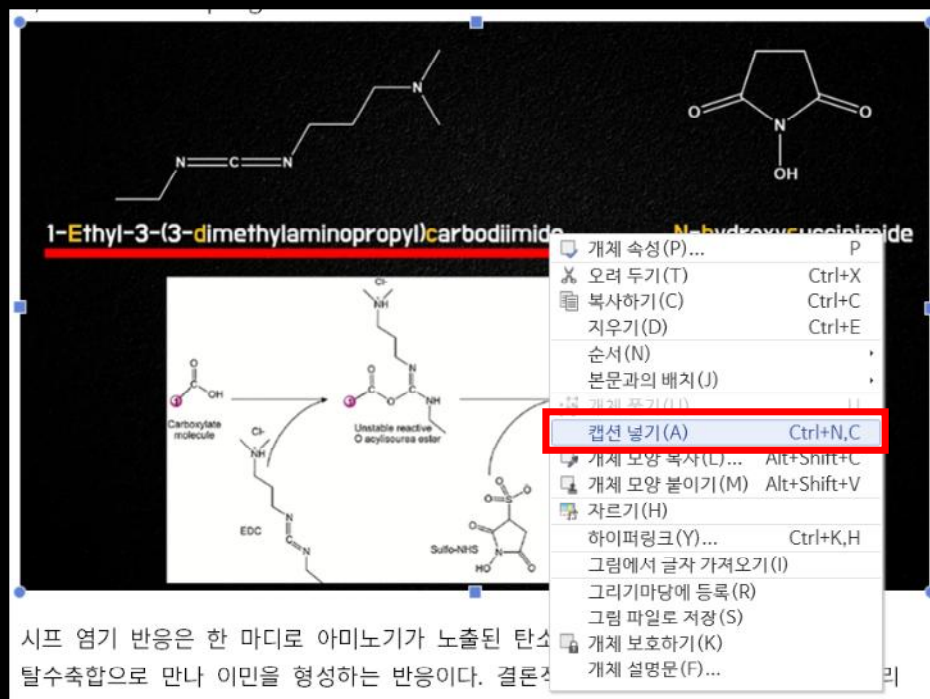 N
O
O
N
C
N
N
OH
1-Ethyl-3-(3-dimethylaminopropyl)carbodiimide
개체 속성(P)... P
오려 두기(T) Ctrl+X
복사하기(C) Ctrl+C
지우기(D) Ctrl+E
순서(N)
본문과의 배치(J)
개체 풀기(U) U
캡션 넣기(A) Ctrl+N,C
개체 모양 복사(L)... Alt+Shift+C
개체 모양 붙이기(M) Alt+Shift+V
자르기(H)
하이퍼링크(Y)... Ctrl+K,H
그림에서 글자 가져오기(I)
그리기마당에 등록(R)
그림 파일로 저장(S)
개체 보호하기(K)
개체 설명문(F)...
Cl-
NH
O
OH
Carboxylate
molecule
O
N
O
NH
Unstable reactive
O acylisourea ester
Cl-
NH
EDC
N
C
N
O
O
S
O
O
N
O
HO
Sulfo-NHS
시프 염기 반응은 한 마디로 아미노기가 노출된 탄소
탈수축합으로 만나 이민을 형성하는 반응이다. 결론적 리